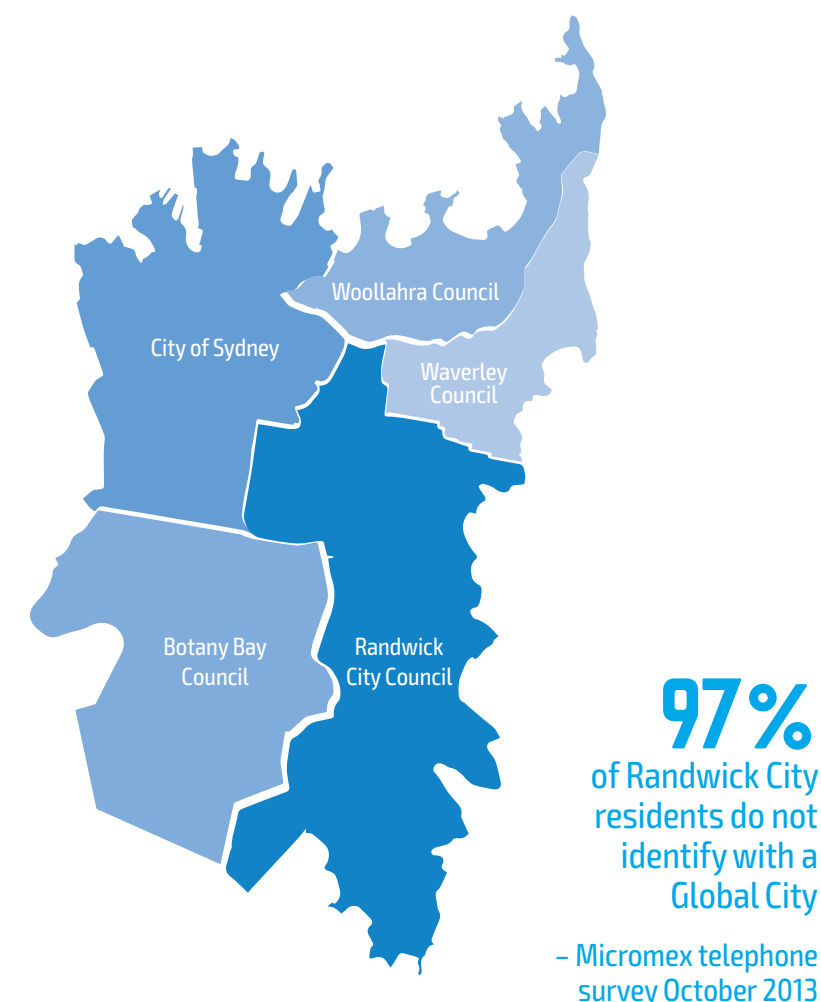 Woollahra Council
City of Sydney
Waverley
Council
Botany Bay
Council
Randwick
City Council
97%
of Randwick City
residents do not
identify with a
Global City
– Micromex telephone
survey October 2013